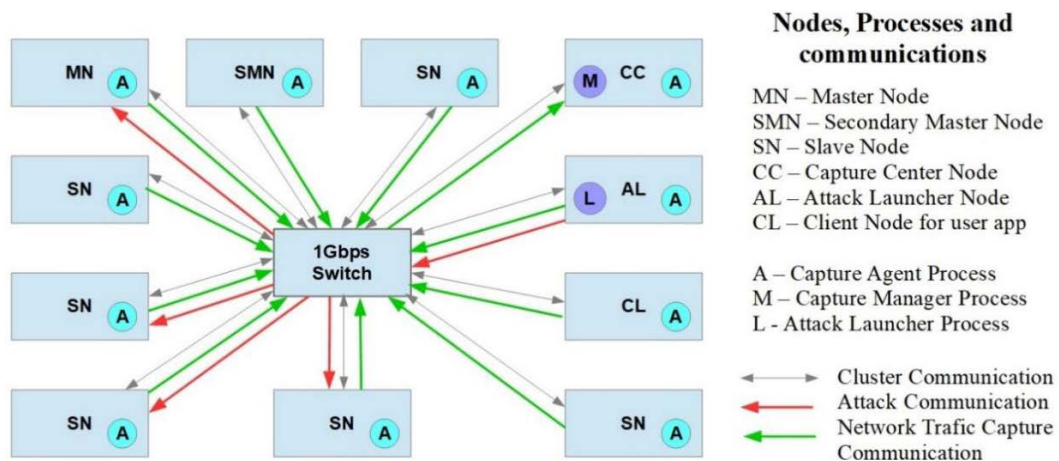 Nodes, Processes and
communications
MN A
SMN A
SN A
M CC A
SN A
L AL A
1Gbps
Switch
SN A
CL A
SN A
SN A
SN A
MN – Master Node
SMN – Secondary Master Node
SN – Slave Node
CC – Capture Center Node
AL – Attack Launcher Node
CL – Client Node for user app
A – Capture Agent Process
M – Capture Manager Process
L - Attack Launcher Process
Cluster Communication
Attack Communication
Network Trafic Capture
Communication